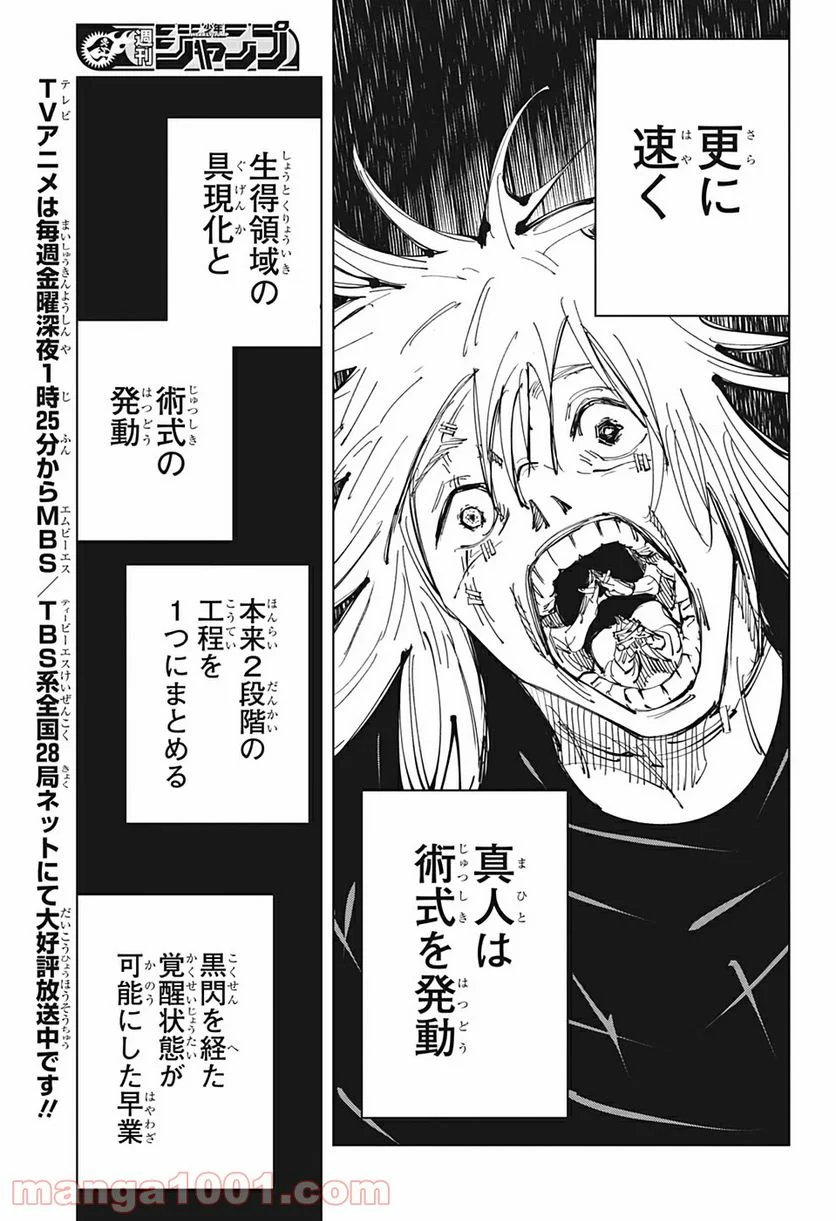 更に
速く
真人は
術式を発動
生得領域の
具現化と
術式の
発動
本来２段階の
工程を
１つにまとめる
黒閃を経た
覚醒状態が
可能にした早業
週刊少年ジャンプ
TVアニメは毎週金曜深夜1時25分からMBS／TBS系全国28局ネットにて大好評放送中です!!
manga1001.com